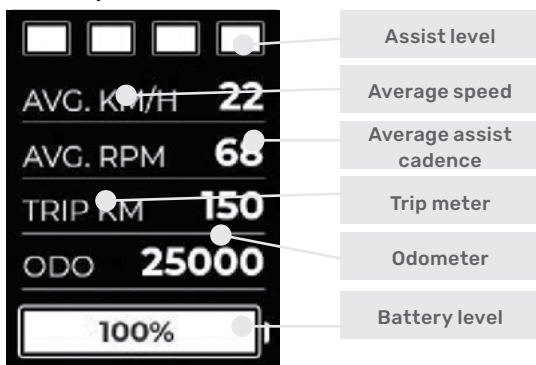 Assist level
AVG. KM/H 22
Average speed
AVG. RPM 68
Average assist
cadence
TRIP KM 150
Trip meter
ODO 25000
Odometer
100%
Battery level